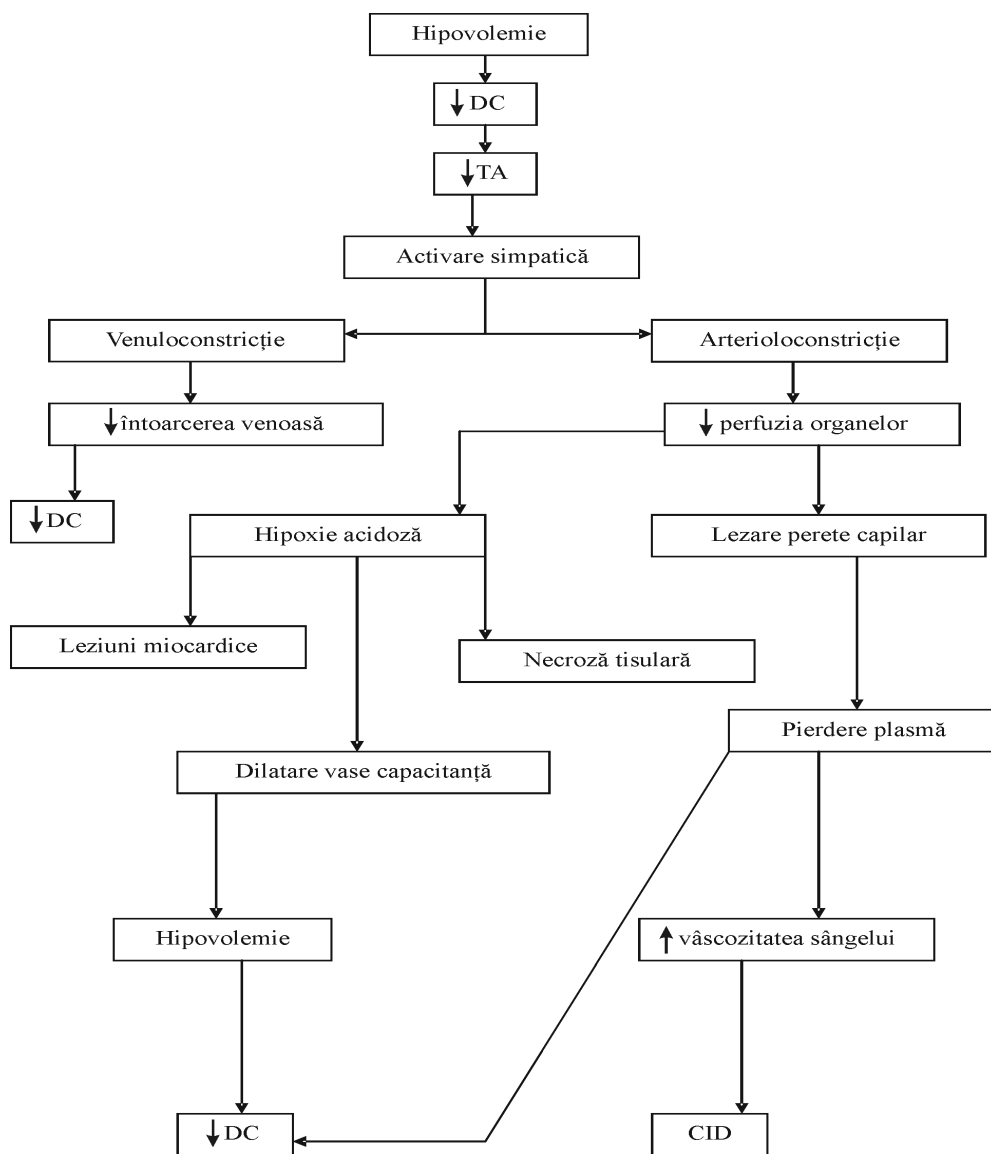 Hipovolemie
↓ DC
↓ TA
Activare simpatică
Venuloconstricție
Arterioloconstricție
↓ întoarcerea venoasă
↓ perfuzia organelor
↓ DC
Hipoxie acidoză
Lezare perete capilar
Leziuni miocardice
Necroză tisulară
Pierdere plasmă
Dilatare vase capacitanță
Hipovolemie
↑ vâscozitatea sângelui
↓ DC
CID